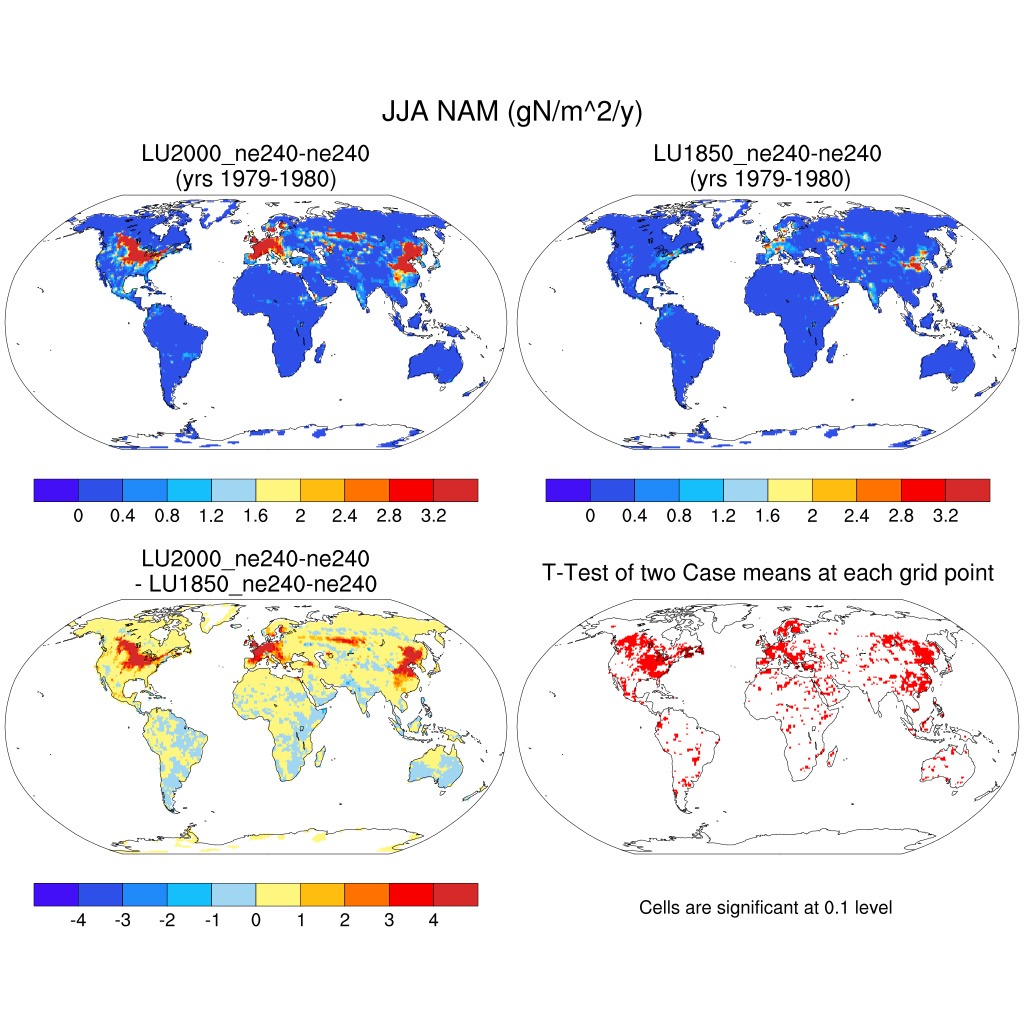 JJA NAM (gN/m^2/y)
LU2000_ne240-ne240
(yrs 1979-1980)
LU1850_ne240-ne240
(yrs 1979-1980)
0 0.4 0.8 1.2 1.6 2 2.4 2.8 3.2
0 0.4 0.8 1.2 1.6 2 2.4 2.8 3.2
LU2000_ne240-ne240
- LU1850_ne240-ne240
T-Test of two Case means at each grid point
-4 -3 -2 -1 0 1 2 3 4
Cells are significant at 0.1 level